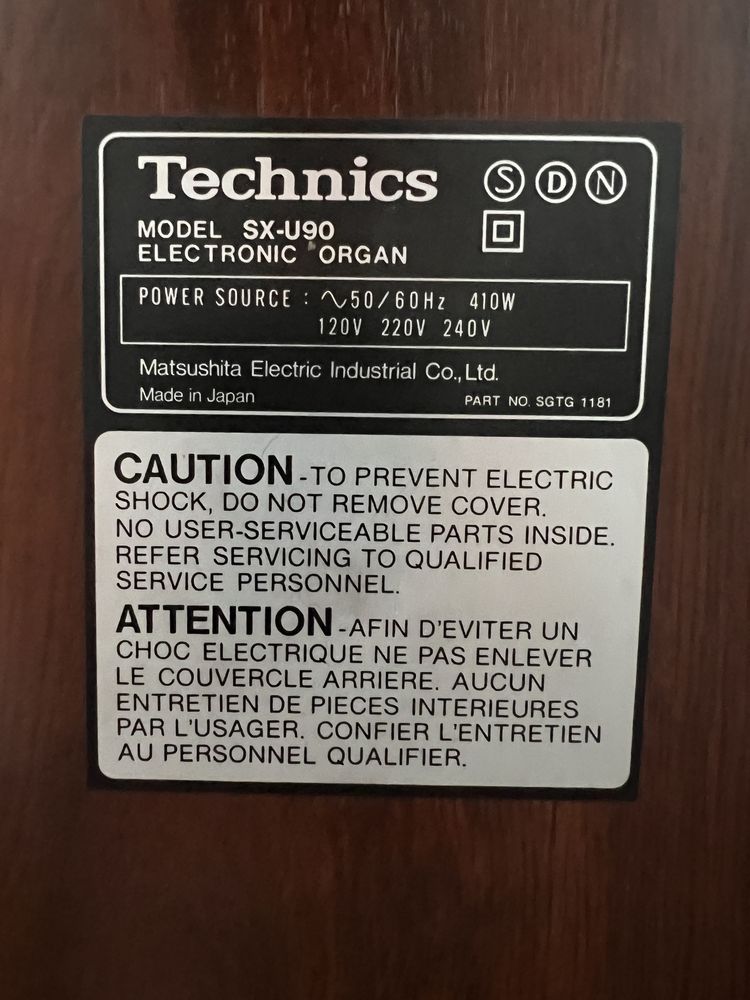 Technics
Ⓢ Ⓓ Ⓝ
MODEL SX-U90
ELECTRONIC ORGAN
POWER SOURCE : ∿50/60Hz 410W
120V 220V 240V
Matsushita Electric Industrial Co., Ltd.
Made in Japan
PART NO. SGTG 1181
CAUTION -TO PREVENT ELECTRIC
SHOCK, DO NOT REMOVE COVER.
NO USER-SERVICEABLE PARTS INSIDE.
REFER SERVICING TO QUALIFIED
SERVICE PERSONNEL.
ATTENTION -AFIN D'EVITER UN
CHOC ELECTRIQUE NE PAS ENLEVER
LE COUVERCLE ARRIERE. AUCUN
ENTRETIEN DE PIECES INTERIEURES
PAR L'USAGER. CONFIER L'ENTRETIEN
AU PERSONNEL QUALIFIER.